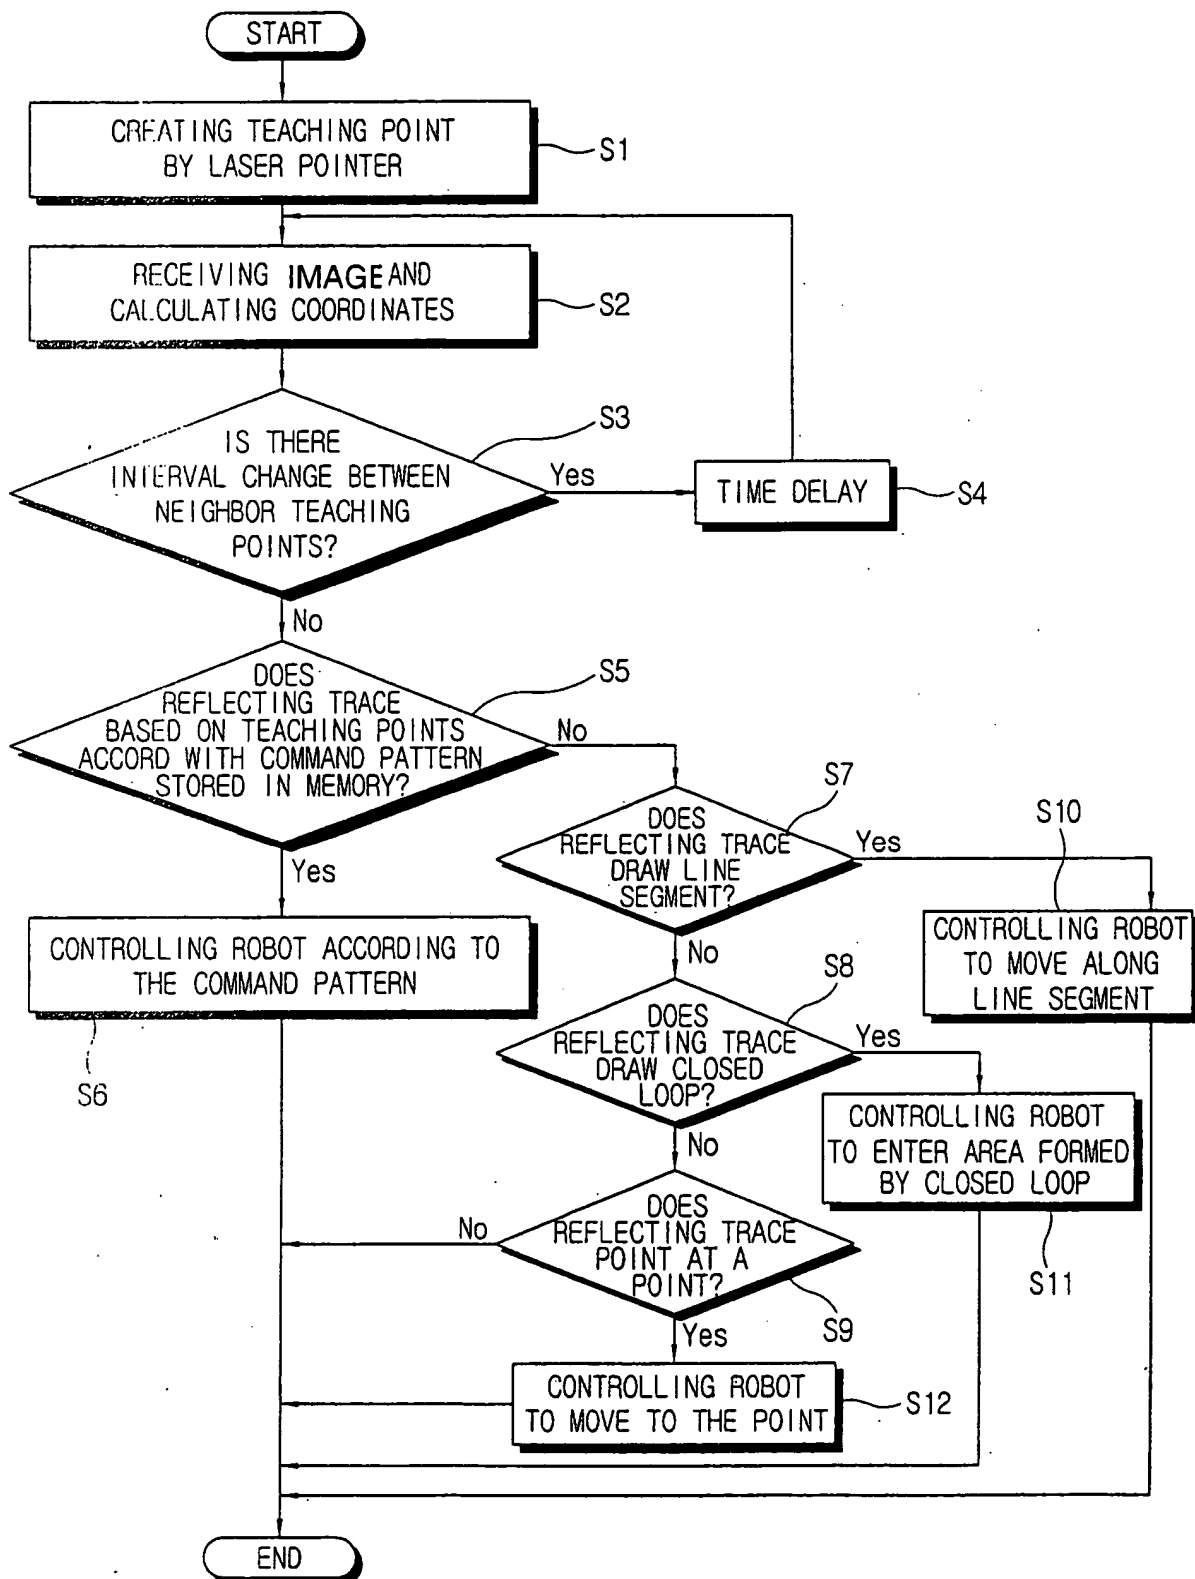 START
CREATING TEACHING POINT
BY LASER POINTER
S1
RECEIVING IMAGE AND
CALCULATING COORDINATES
S2
IS THERE
INTERVAL CHANGE BETWEEN
NEIGHBOR TEACHING
POINTS?
S3
Yes
TIME DELAY
S4
No
DOES
REFLECTING TRACE
BASED ON TEACHING POINTS
ACCORD WITH COMMAND PATTERN
STORED IN MEMORY?
S5
No
Yes
DOES
REFLECTING TRACE
DRAW LINE
SEGMENT?
S7
Yes
S10
CONTROLLING ROBOT
TO MOVE ALONG
LINE SEGMENT
CONTROLLING ROBOT ACCORDING TO
THE COMMAND PATTERN
S6
No
DOES
REFLECTING TRACE
DRAW CLOSED
LOOP?
S8
Yes
CONTROLLING ROBOT
TO ENTER AREA FORMED
BY CLOSED LOOP
S11
No
DOES
REFLECTING TRACE
POINT AT A
POINT?
S9
No
Yes
CONTROLLING ROBOT
TO MOVE TO THE POINT
S12
END